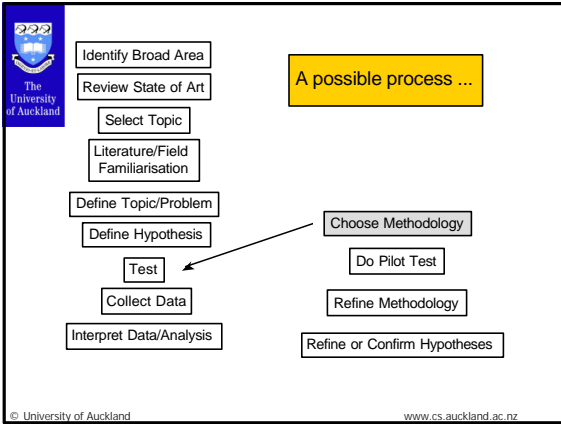 The
University
of Auckland
A possible process ...
Identify Broad Area
Review State of Art
Select Topic
Literature/Field
Familiarisation
Define Topic/Problem
Define Hypothesis
Test
Collect Data
Interpret Data/Analysis
Choose Methodology
Do Pilot Test
Refine Methodology
Refine or Confirm Hypotheses
© University of Auckland
www.cs.auckland.ac.nz